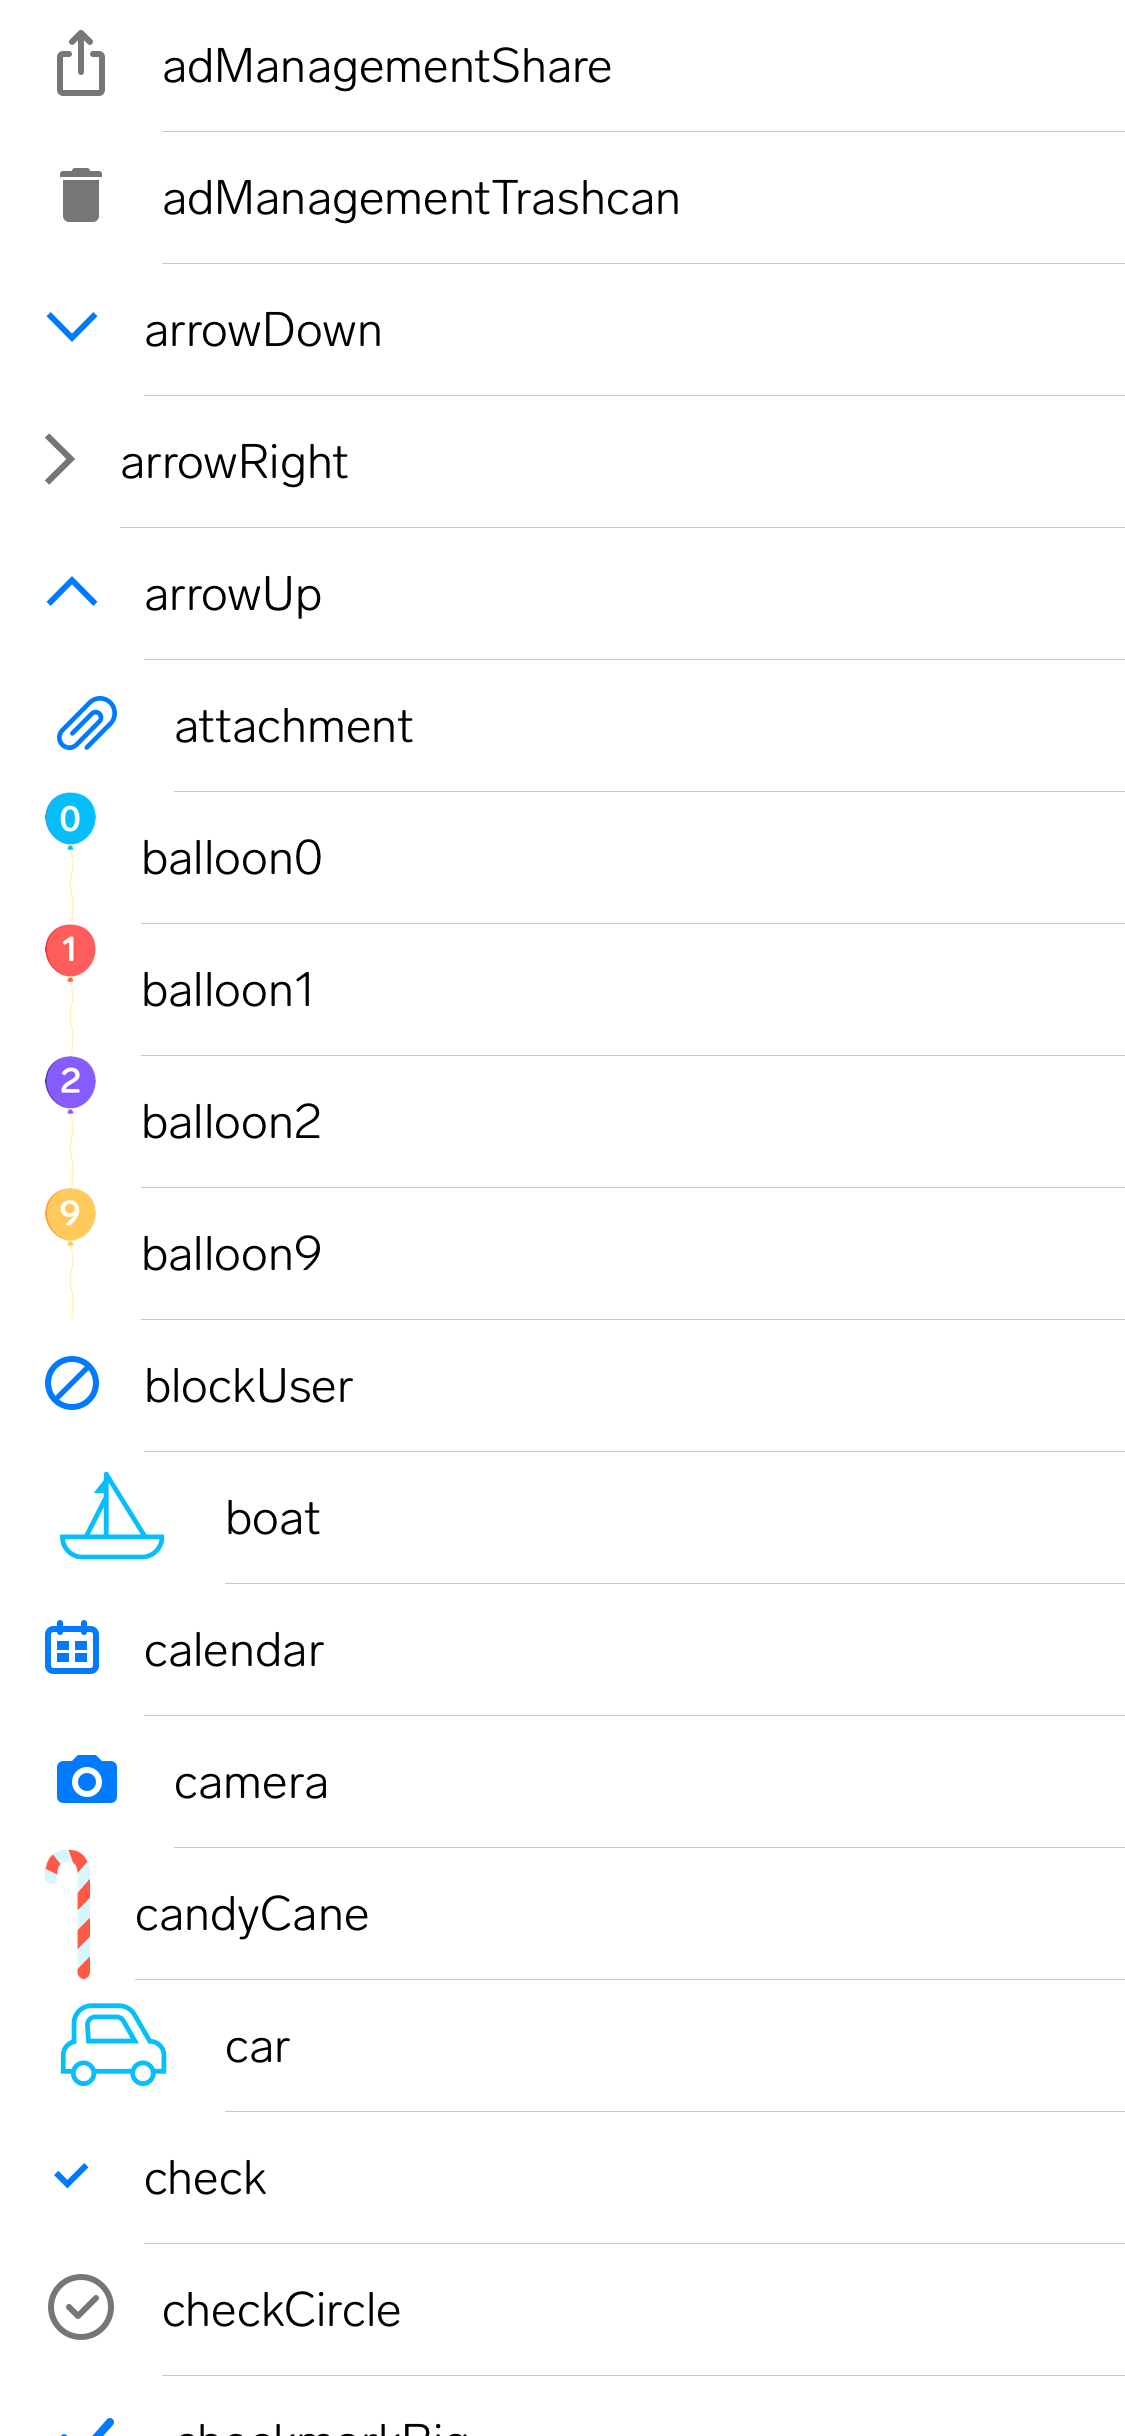 adManagementShare
adManagementTrashcan
arrowDown
arrowRight
arrowUp
attachment
0
balloon0
1
balloon1
2
balloon2
9
balloon9
blockUser
boat
calendar
camera
candyCane
car
check
checkCircle
checkmarkBig